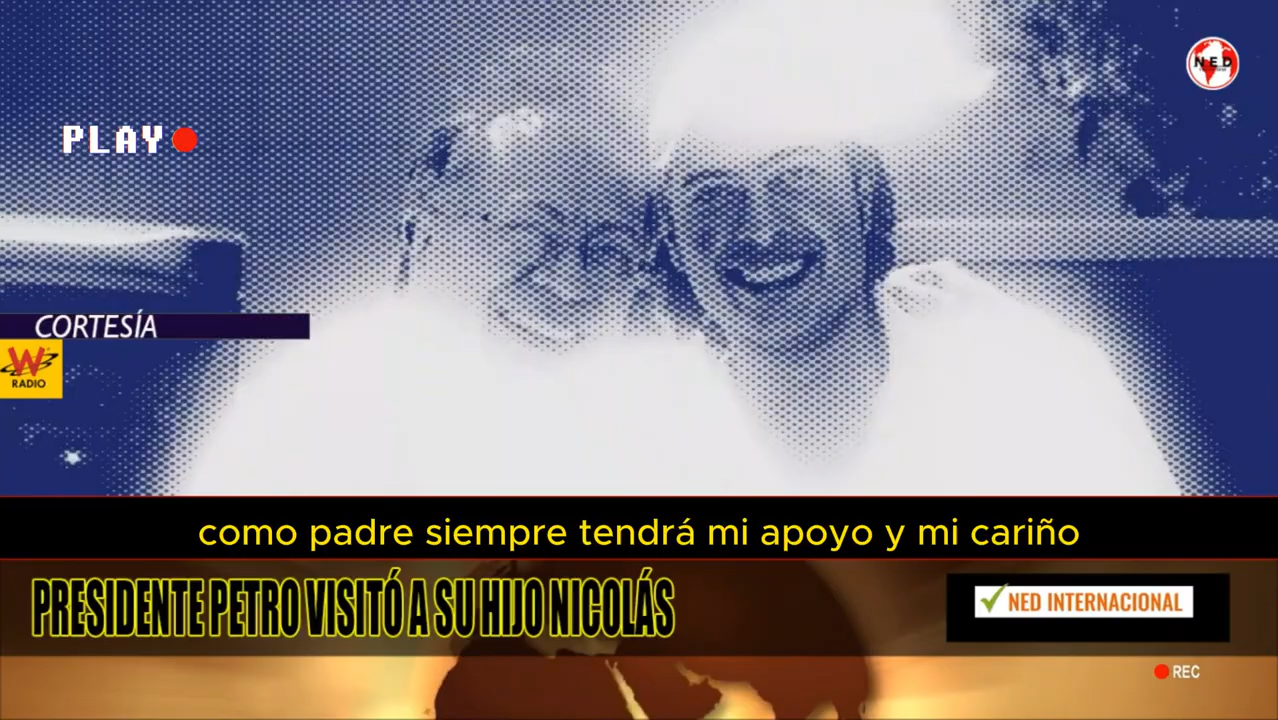 NED
PLAY
CORTESÍA
W
RADIO
como padre siempre tendrá mi apoyo y mi cariño
PRESIDENTE PETRO VISITÓ A SU HIJO NICOLÁS
NED INTERNACIONAL
REC